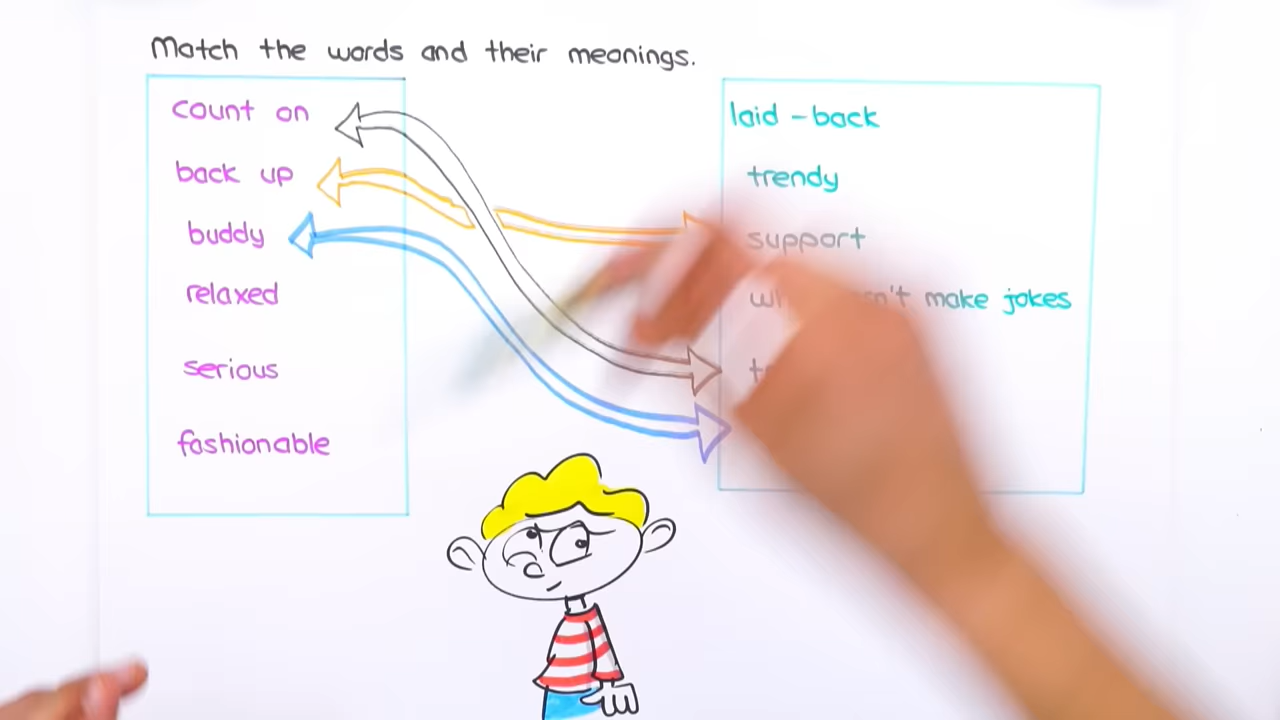 Match the words and their meanings.
count on
back up
buddy
relaxed
serious
fashionable
laid-back
trendy
support
make jokes